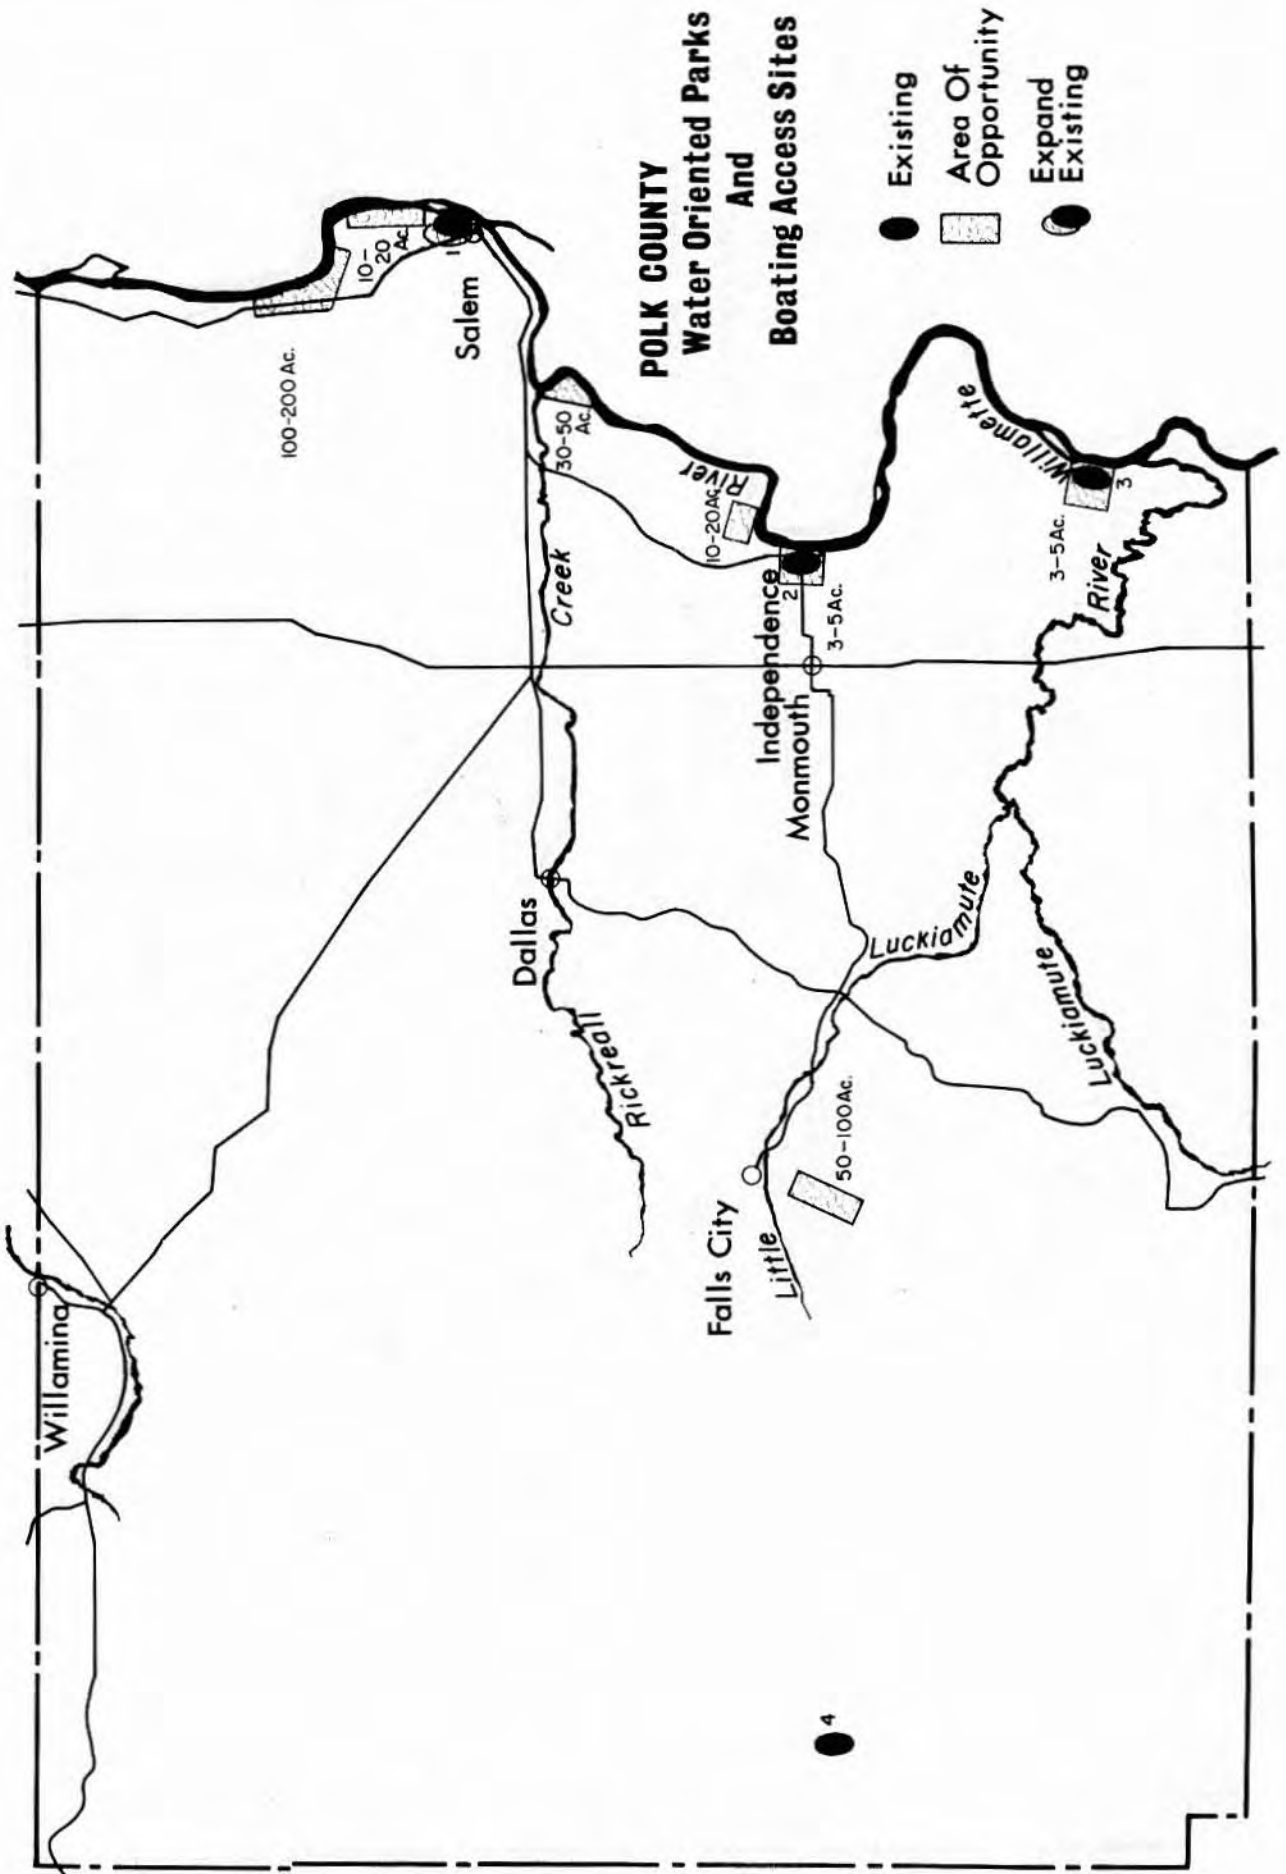 POLK COUNTY
Water Oriented Parks
And
Boating Access Sites
Existing
Area Of
Opportunity
Expand
Existing
Willamina
100-200 Ac.
10-
20
Ac.
1
Salem
30-50
Ac.
Creek
Dallas
Rickreall
River
10-20Ac.
Independence
2
3-5Ac.
Monmouth
Willamette
3
3-5Ac.
River
Luckiamute
Luckiamute
Falls City
Little
50-100Ac.
4